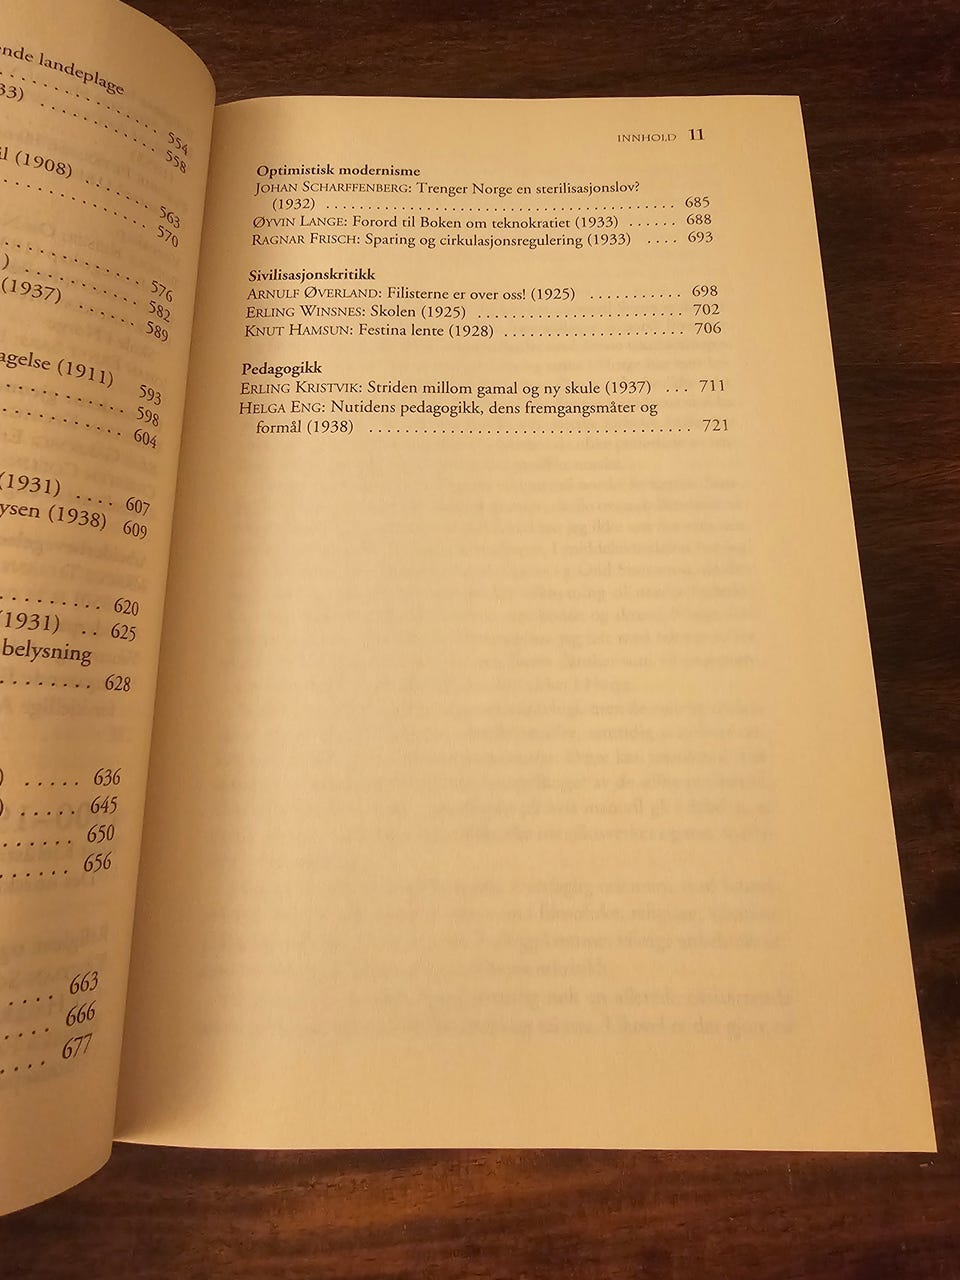 nde landeplage
33) . . . . . . . . . . . . . . 554
. . . . . . . . . . . . . . 558
(1908) . . . . . . . . . . . 563
. . . . . . . . . . . . . . 570
. . . . . . . . . . . . . . 576
) . . . . . . . . . . . . . 582
(1937) . . . . . . . . . . . 589
agelse (1911) 593
. . . . . . . . . . . . . . 598
. . . . . . . . . . . . . . 604
(1931) . . . . 607
ysen (1938) 609
. . . . . . . . . 620
1931) . . 625
belysning
. . . . . . . . 628
) . . . . . 636
) . . . . . 645
. . . . . . . 650
. . . . . . . 656
. . . . 663
. . . . 666
. . . . 677
INNHOLD 11
Optimistisk modernisme
JOHAN SCHARFFENBERG: Trenger Norge en sterilisasjonslov?
(1932) . . . . . . . . . . . . . . . . . . . . . . . . . . . . . . . . . . . . . . . . . . 685
ØYVIN LANGE: Forord til Boken om teknokratiet (1933) . . . . . . 688
RAGNAR FRISCH: Sparing og cirkulasjonsregulering (1933) . . . . 693
Sivilisasjonskritikk
ARNULF ØVERLAND: Filisterne er over oss! (1925) . . . . . . . . . . . 698
ERLING WINSNES: Skolen (1925) . . . . . . . . . . . . . . . . . . . . . . . . 702
KNUT HAMSUN: Festina lente (1928) . . . . . . . . . . . . . . . . . . . . . 706
Pedagogikk
ERLING KRISTVIK: Striden millom gamal og ny skule (1937) . . . 711
HELGA ENG: Nutidens pedagogikk, dens fremgangsmåter og
formål (1938) . . . . . . . . . . . . . . . . . . . . . . . . . . . . . . . . . . . . 721